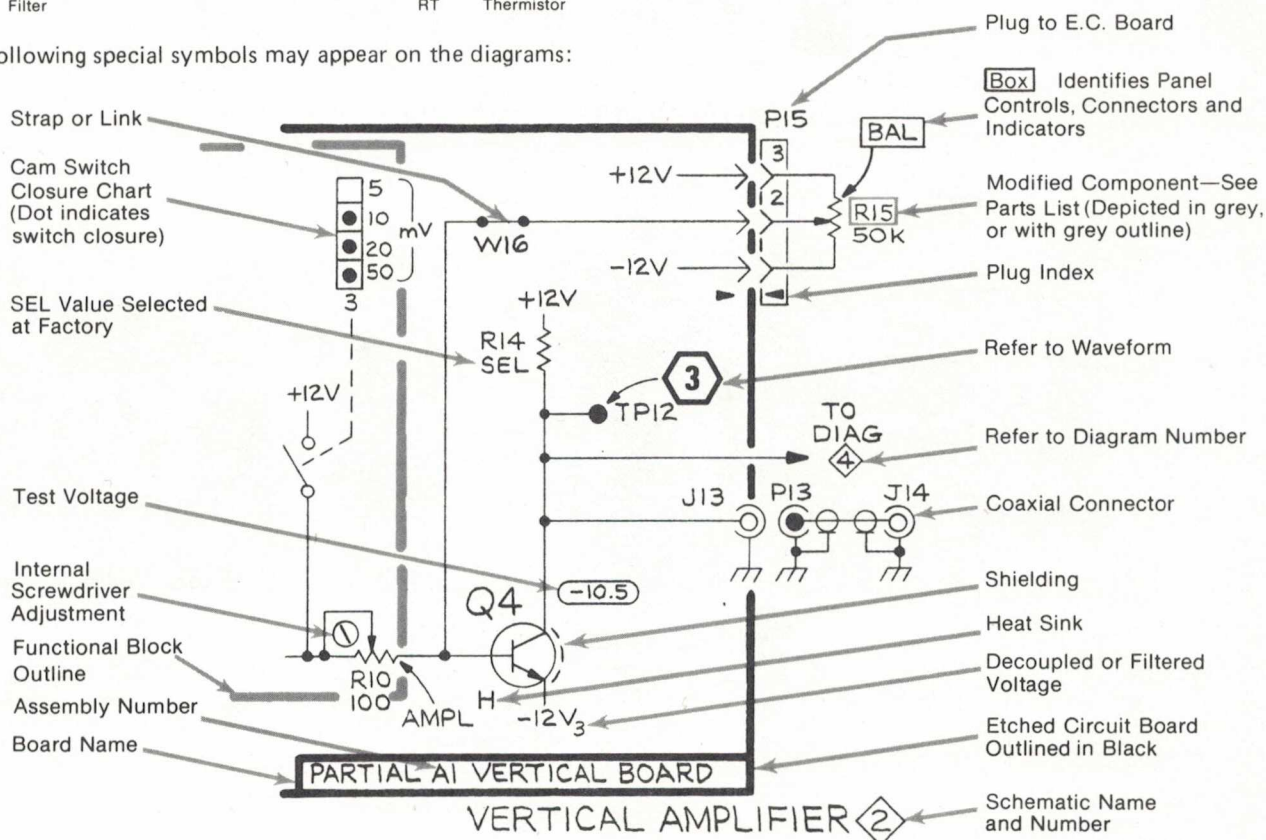 Filter
RT Thermistor
ollowing special symbols may appear on the diagrams:
Strap or Link
Cam Switch
Closure Chart
(Dot indicates
switch closure)
SEL Value Selected
at Factory
Test Voltage
Internal
Screwdriver
Adjustment
Functional Block
Outline
Assembly Number
Board Name
5
10
20
50
mV
3
+12V
R10
100
AMPL
+12V
W16
-12V
+12V
R14
SEL
3
TP12
TO
DIAG
4
J13
P13
J14
-10.5
Q4
H
-12V3
P15
3
2
BAL
R15
50K
PARTIAL A1 VERTICAL BOARD
VERTICAL AMPLIFIER 2
Plug to E.C. Board
Box Identifies Panel
Controls, Connectors and
Indicators
Modified Component—See
Parts List (Depicted in grey,
or with grey outline)
Plug Index
Refer to Waveform
Refer to Diagram Number
Coaxial Connector
Shielding
Heat Sink
Decoupled or Filtered
Voltage
Etched Circuit Board
Outlined in Black
Schematic Name
and Number